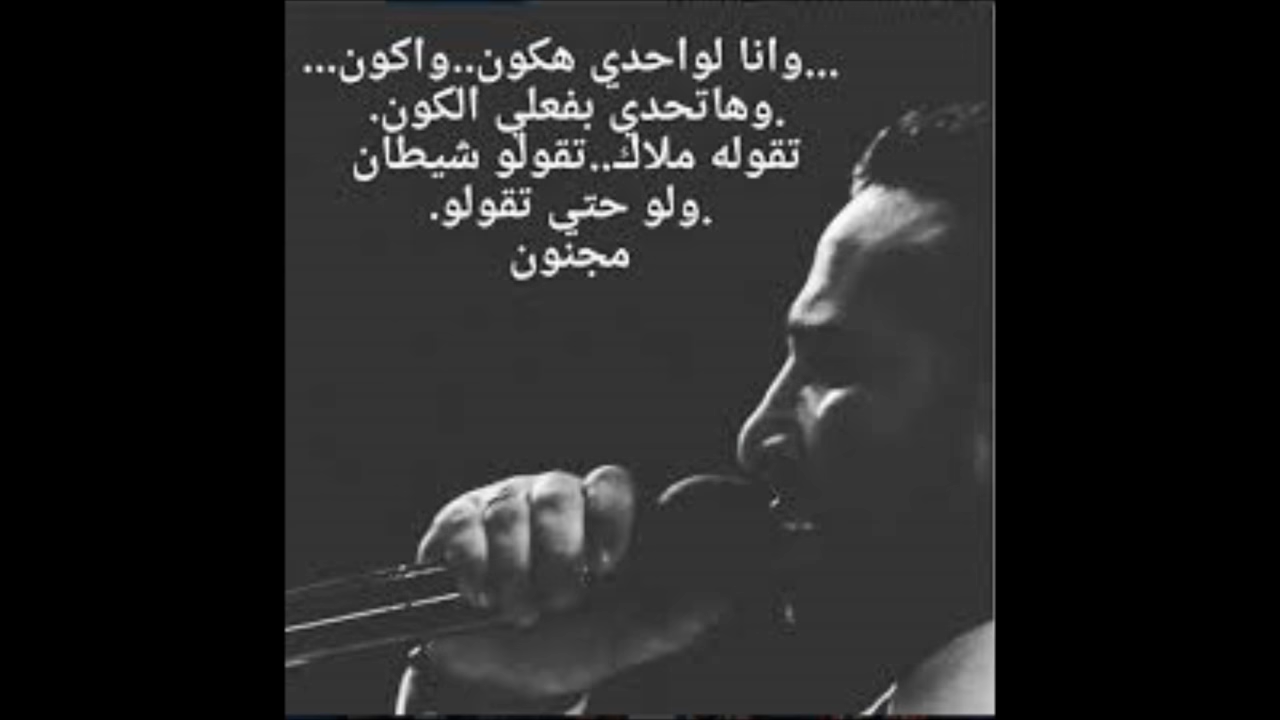 ...وانا لواحدي هكون..واكون...
.وهاتحدي بفعلي الكون.
تقوله ملاك..تقولو شيطان
.ولو حتي تقولو.
مجنون